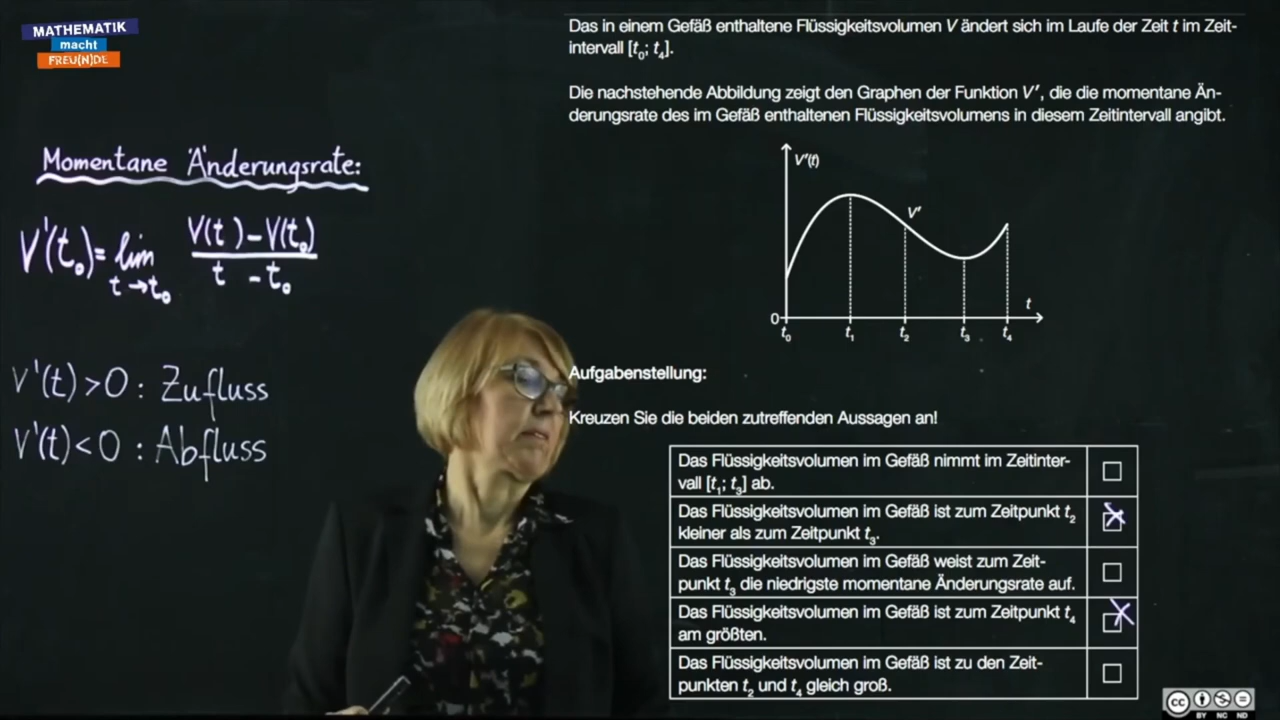 MATHEMATIK
macht
FREU(N)DE
Momentane Änderungsrate:
V'(t₀)= lim V(t)-V(t₀)
t→t₀ t - t₀
V'(t)>0 : Zufluss
V'(t)<0 : Abfluss
Das in einem Gefäß enthaltene Flüssigkeitsvolumen V ändert sich im Laufe der Zeit t im Zeit-
intervall [t₀; t₄].
Die nachstehende Abbildung zeigt den Graphen der Funktion V', die die momentane Än-
derungsrate des im Gefäß enthaltenen Flüssigkeitsvolumens in diesem Zeitintervall angibt.
V'(t)
V'
t
0
t₀ t₁ t₂ t₃ t₄
Aufgabenstellung:
Kreuzen Sie die beiden zutreffenden Aussagen an!
Das Flüssigkeitsvolumen im Gefäß nimmt im Zeitinter-
vall [t₁; t₃] ab.
Das Flüssigkeitsvolumen im Gefäß ist zum Zeitpunkt t₂
kleiner als zum Zeitpunkt t₃.
Das Flüssigkeitsvolumen im Gefäß weist zum Zeit-
punkt t₃ die niedrigste momentane Änderungsrate auf.
Das Flüssigkeitsvolumen im Gefäß ist zum Zeitpunkt t₄
am größten.
Das Flüssigkeitsvolumen im Gefäß ist zu den Zeit-
punkten t₂ und t₄ gleich groß.
cc
BY NC ND